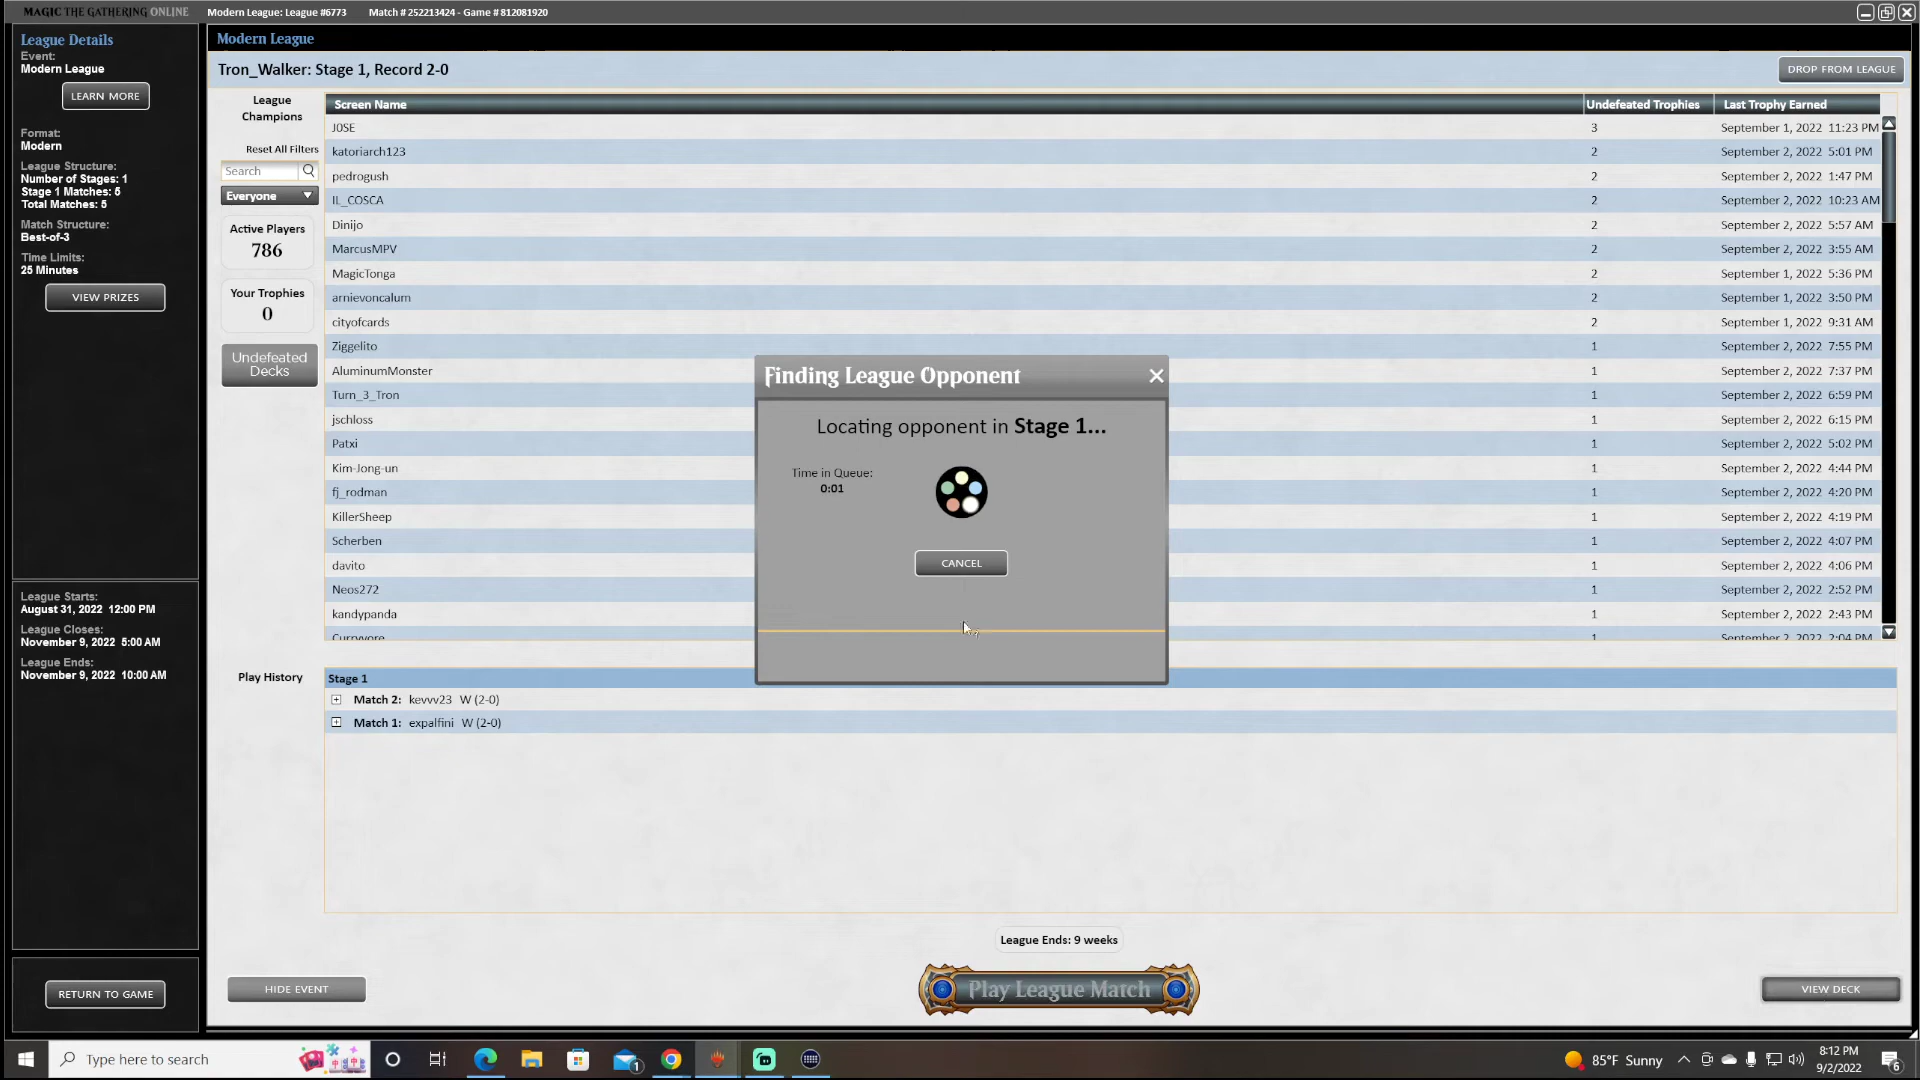 MAGIC THE GATHERING ONLINE
Modern League: League #6773
Match # 252213424 - Game # 812081920
League Details
Event:
Modern League
LEARN MORE
Format:
Modern
League Structure:
Number of Stages: 1
Stage 1 Matches: 5
Total Matches: 5
Match Structure:
Best-of-3
Time Limits:
25 Minutes
VIEW PRIZES
League Starts:
August 31, 2022 12:00 PM
League Closes:
November 9, 2022 5:00 AM
League Ends:
November 9, 2022 10:00 AM
RETURN TO GAME
Modern League
Tron_Walker: Stage 1, Record 2-0
DROP FROM LEAGUE
League
Champions
Reset All Filters
Search
Everyone
Active Players
786
Your Trophies
0
Undefeated
Decks
Screen Name Undefeated Trophies Last Trophy Earned
J0SE 3 September 1, 2022 11:23 PM
katoriarch123 2 September 2, 2022 5:01 PM
pedrogush 2 September 2, 2022 1:47 PM
IL_COSCA 2 September 2, 2022 10:23 AM
Dinijo 2 September 2, 2022 5:57 AM
MarcusMPV 2 September 2, 2022 3:55 AM
MagicTonga 2 September 1, 2022 5:36 PM
arnievoncalum 2 September 1, 2022 3:50 PM
cityofcards 2 September 1, 2022 9:31 AM
Ziggelito 1 September 2, 2022 7:55 PM
AluminumMonster 1 September 2, 2022 7:37 PM
Turn_3_Tron 1 September 2, 2022 6:59 PM
jschloss 1 September 2, 2022 6:15 PM
Patxi 1 September 2, 2022 5:02 PM
Kim-Jong-un 1 September 2, 2022 4:44 PM
fj_rodman 1 September 2, 2022 4:20 PM
KillerSheep 1 September 2, 2022 4:19 PM
Scherben 1 September 2, 2022 4:07 PM
davito 1 September 2, 2022 4:06 PM
Neos272 1 September 2, 2022 2:52 PM
kandypanda 1 September 2, 2022 2:43 PM
Curryvore 1 September 2, 2022 2:04 PM
Finding League Opponent
Locating opponent in Stage 1...
Time in Queue:
0:01
CANCEL
Play History
Stage 1
Match 2: kevvv23 W (2-0)
Match 1: expalfini W (2-0)
League Ends: 9 weeks
HIDE EVENT
Play League Match
VIEW DECK
Type here to search
1
85°F Sunny
8:12 PM
9/2/2022
6